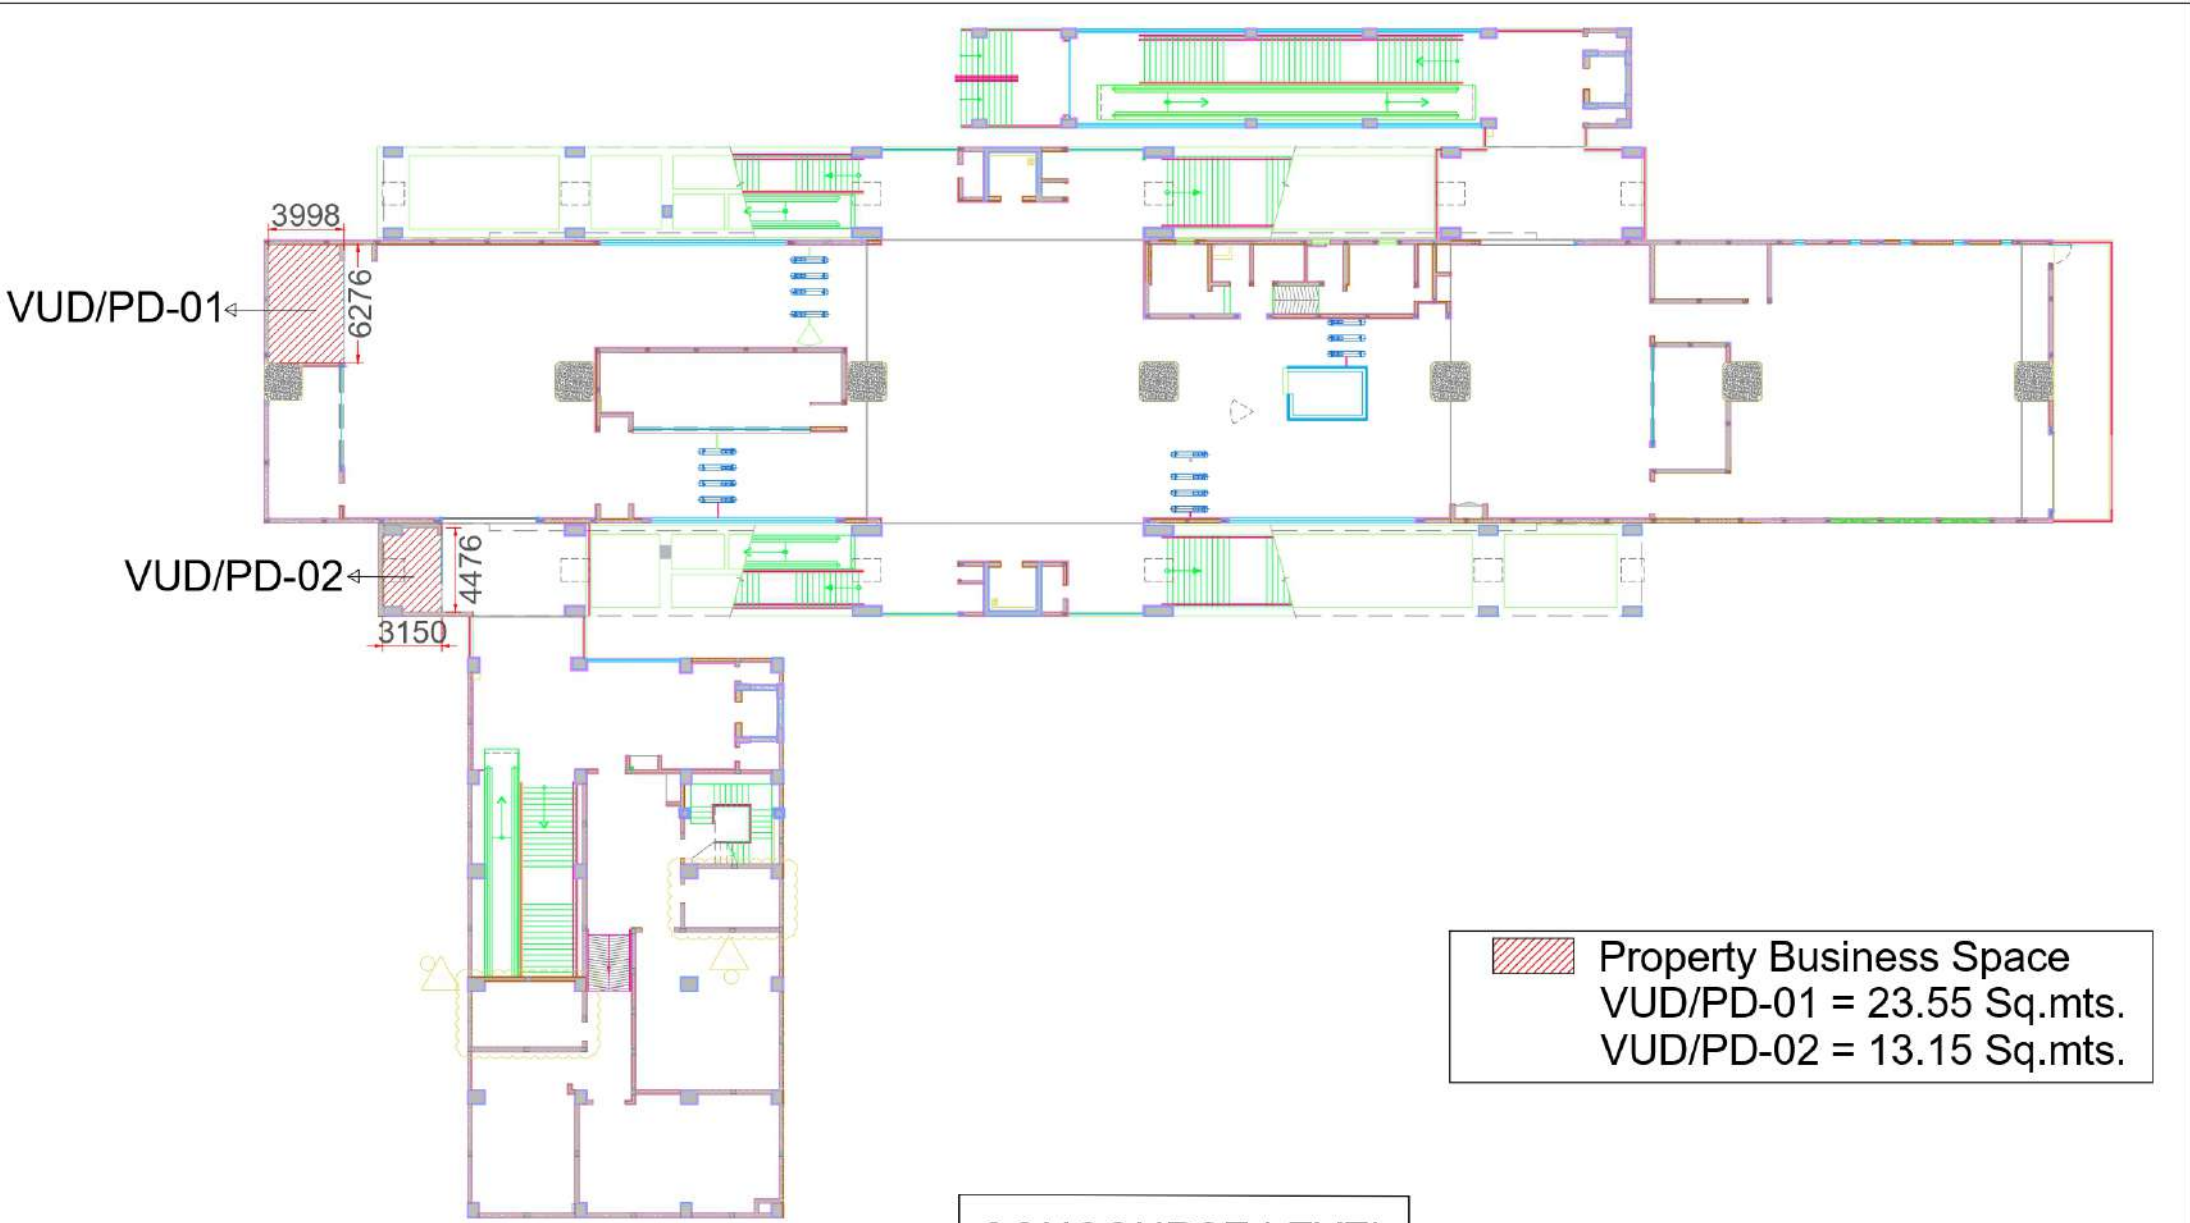 3998
6276
VUD/PD-01
VUD/PD-02
4476
3150
Property Business Space
VUD/PD-01 = 23.55 Sq.mts.
VUD/PD-02 = 13.15 Sq.mts.